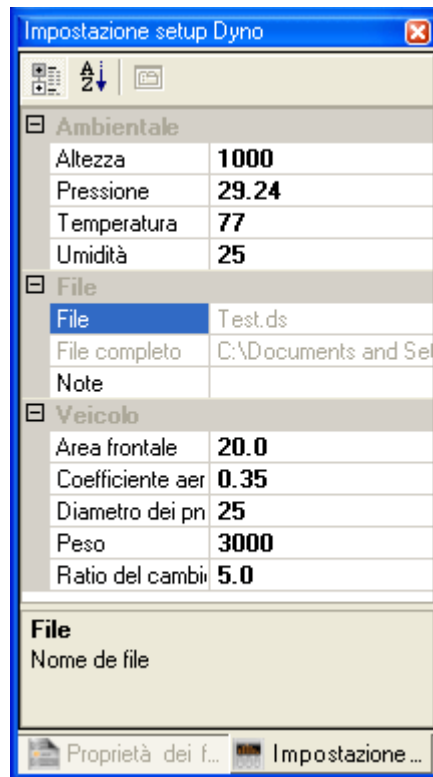 Impostazione setup Dyno
Ambientale
Altezza 1000
Pressione 29.24
Temperatura 77
Umidità 25
File
File Test.ds
File completo C:\Documents and Set
Note
Veicolo
Area frontale 20.0
Coefficiente aer 0.35
Diametro dei pn 25
Peso 3000
Ratio del cambi 5.0
File
Nome de file
Proprietà dei f... Impostazione ...